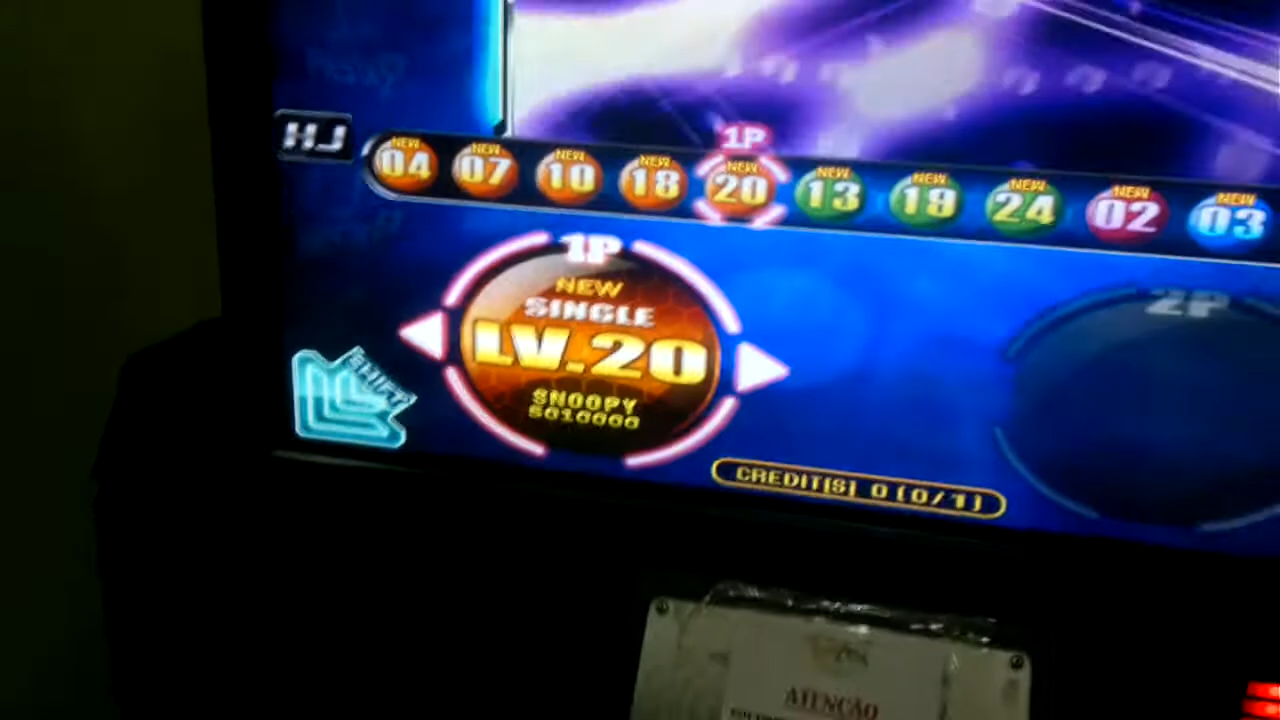 HJ
1P
NEW NEW NEW NEW NEW NEW NEW NEW NEW NEW
04 07 10 18 20 13 19 24 02 03
1P
NEW
SINGLE
LV.20
SNOOPY
5010000
SHIFT
2P
CREDIT(S) 0 (0/1)
ATENÇÃO